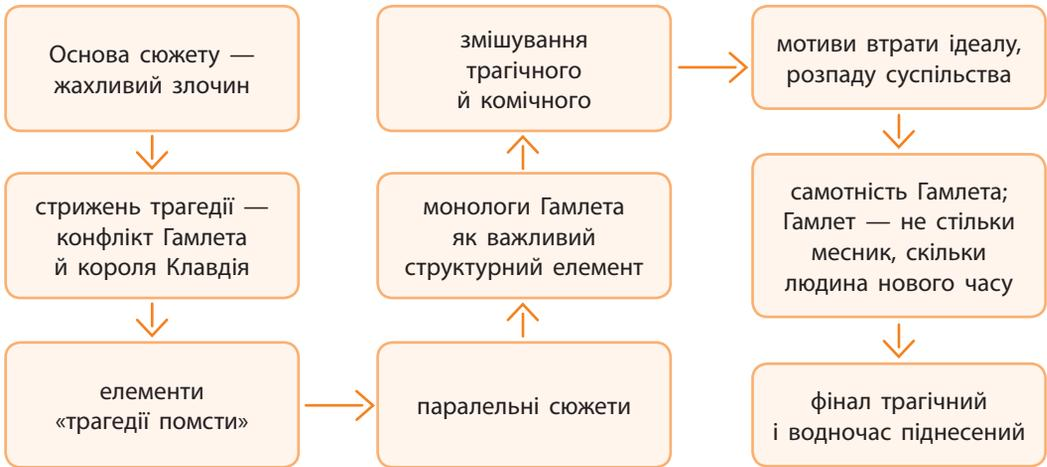 Основа сюжету —
жахливий злочин
стрижень трагедії —
конфлікт Гамлета
й короля Клавдія
елементи
«трагедії помсти»
паралельні сюжети
монологи Гамлета
як важливий
структурний елемент
змішування
трагічного
й комічного
мотиви втрати ідеалу,
розпаду суспільства
самотність Гамлета;
Гамлет — не стільки
месник, скільки
людина нового часу
фінал трагічний
і водночас піднесений